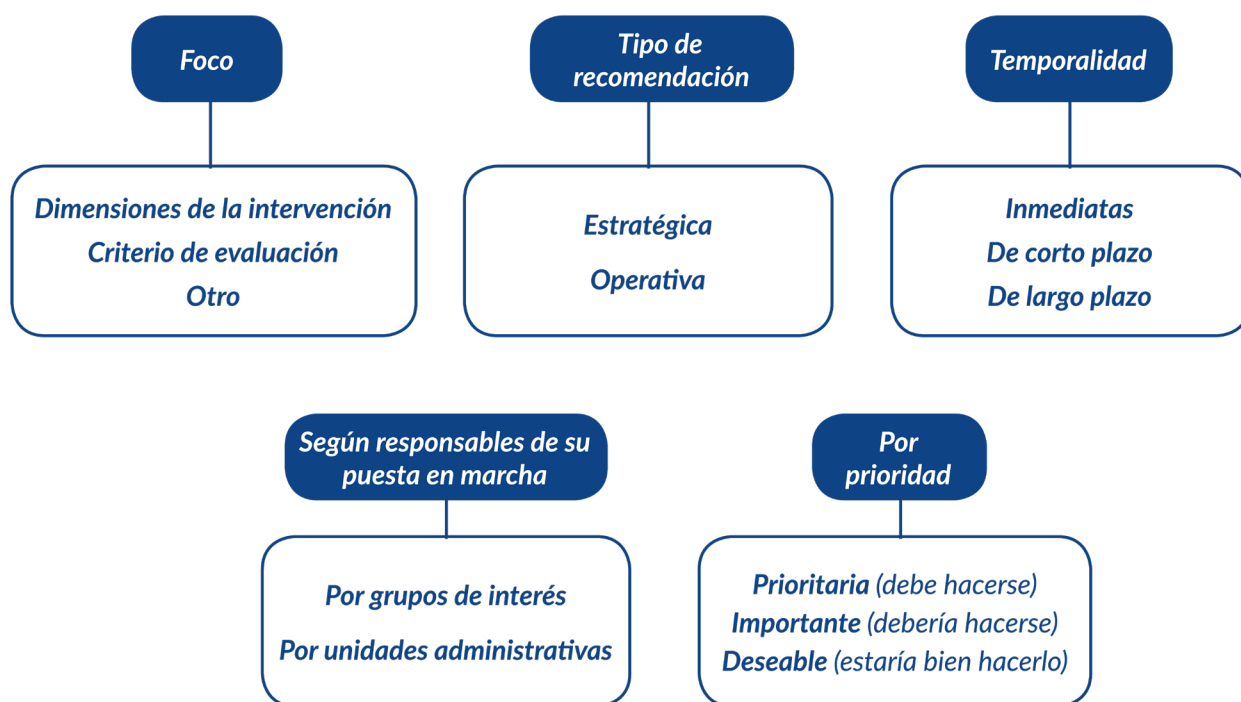 Foco
Dimensiones de la intervención
Criterio de evaluación
Otro
Tipo de
recomendación
Estratégica
Operativa
Temporalidad
Inmediatas
De corto plazo
De largo plazo
Según responsables de su
puesta en marcha
Por grupos de interés
Por unidades administrativas
Por
prioridad
Prioritaria (debe hacerse)
Importante (debería hacerse)
Deseable (estaría bien hacerlo)